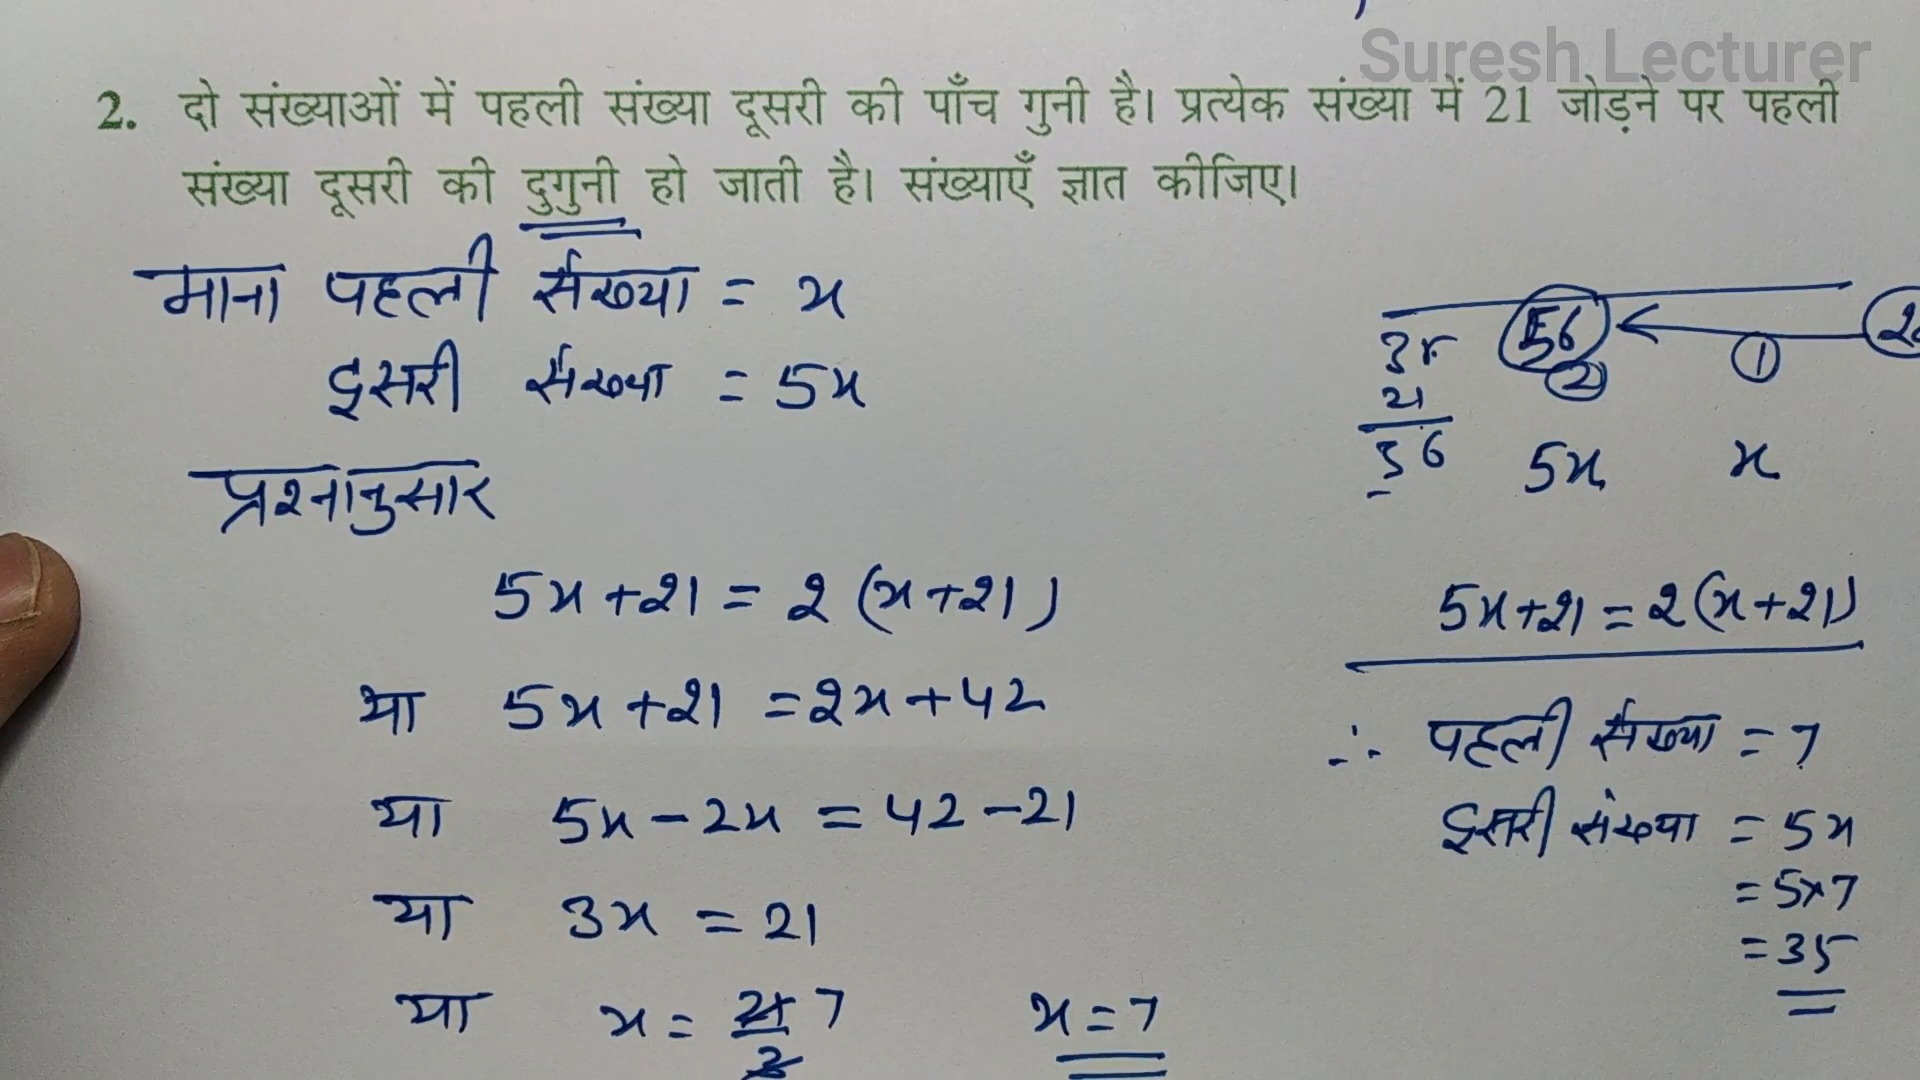 Suresh Lecturer
2. दो संख्याओं में पहली संख्या दूसरी की पाँच गुनी है। प्रत्येक संख्या में 21 जोड़ने पर पहली
संख्या दूसरी की दुगुनी हो जाती है। संख्याएँ ज्ञात कीजिए।
माना पहली संख्या = x
दूसरी संख्या = 5x
प्रश्नानुसार
5x+21 = 2 (x+21)
या 5x+21 = 2x+42
या 5x-2x = 42-21
या 3x = 21
या x = 21/3 7 x=7
35 56 1
21 2
56 5x x
5x+21=2(x+21)
∴ पहली संख्या = 7
दूसरी संख्या = 5x
= 5x7
= 35